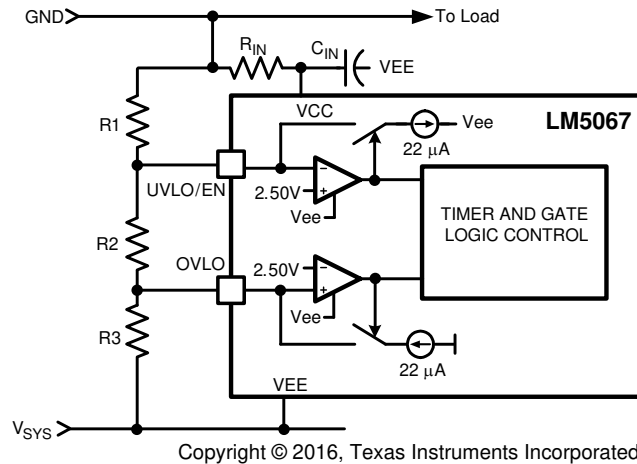 GND
To Load
RIN
CIN
VEE
R1
VCC
LM5067
Vee
22 μA
UVLO/EN
2.50V
Vee
TIMER AND GATE
LOGIC CONTROL
R2
OVLO
2.50V
Vee
R3
22 μA
VEE
VSYS
Copyright © 2016, Texas Instruments Incorporated